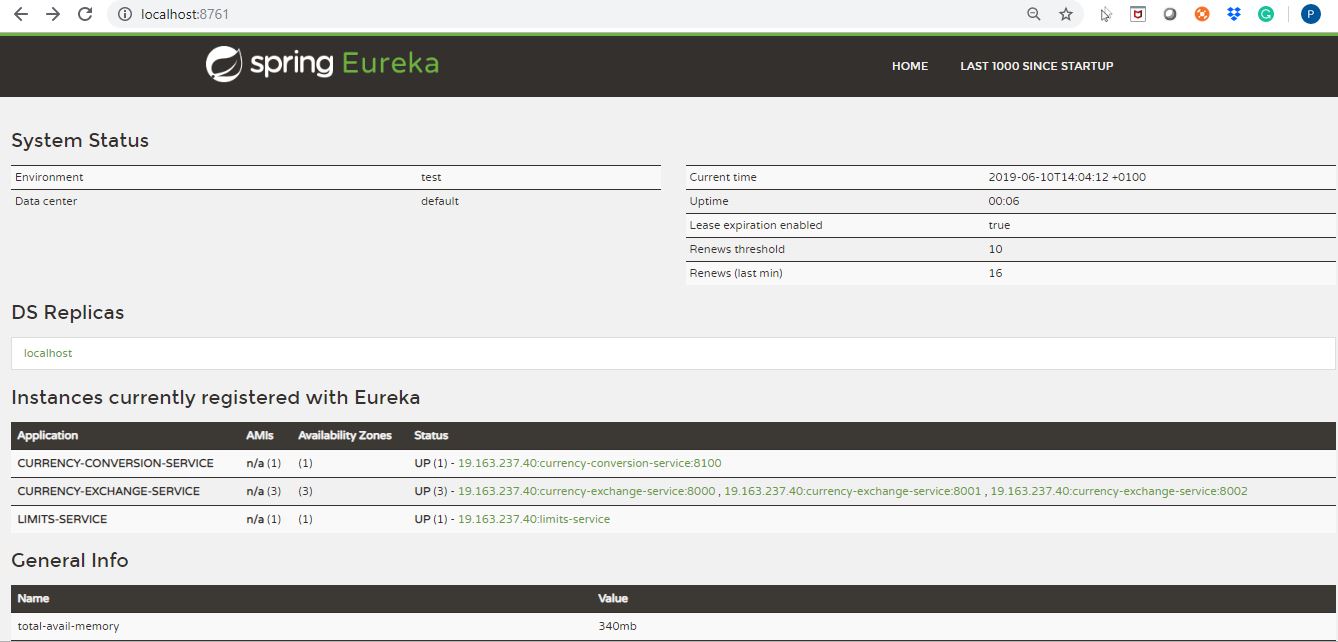 localhost:8761
P
spring Eureka
HOME LAST 1000 SINCE STARTUP
System Status
Environment test
Data center default
Current time 2019-06-10T14:04:12 +0100
Uptime 00:06
Lease expiration enabled true
Renews threshold 10
Renews (last min) 16
DS Replicas
localhost
Instances currently registered with Eureka
Application AMIs Availability Zones Status
CURRENCY-CONVERSION-SERVICE n/a (1) (1) UP (1) - 19.163.237.40:currency-conversion-service:8100
CURRENCY-EXCHANGE-SERVICE n/a (3) (3) UP (3) - 19.163.237.40:currency-exchange-service:8000 , 19.163.237.40:currency-exchange-service:8001 , 19.163.237.40:currency-exchange-service:8002
LIMITS-SERVICE n/a (1) (1) UP (1) - 19.163.237.40:limits-service
General Info
Name Value
total-avail-memory 340mb